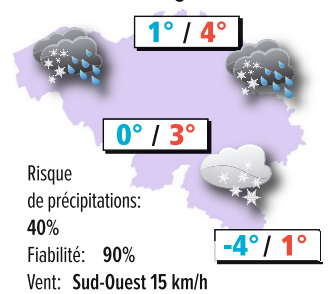 1° / 4°
0° / 3°
Risque
de précipitations:
40%
Fiabilité: 90%
-4° / 1°
Vent: Sud-Ouest 15 km/h